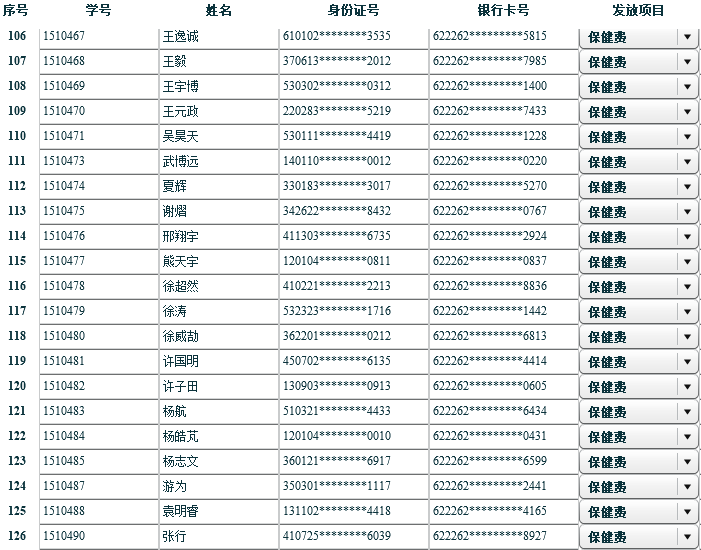 序号 学号 姓名 身份证号 银行卡号 发放项目
106 1510467 王逸诚 610102********3535 622262*********5815 保健费
107 1510468 王毅 370613********2012 622262*********7985 保健费
108 1510469 王宇博 530302********0312 622262*********1400 保健费
109 1510470 王元政 220283********5219 622262*********7433 保健费
110 1510471 吴昊天 530111********4419 622262*********1228 保健费
111 1510473 武博远 140110********0012 622262*********0220 保健费
112 1510474 夏辉 330183********3017 622262*********5270 保健费
113 1510475 谢熠 342622********8432 622262*********0767 保健费
114 1510476 邢翔宇 411303********6735 622262*********2924 保健费
115 1510477 熊天宇 120104********0811 622262*********0837 保健费
116 1510478 徐超然 410221********2213 622262*********8836 保健费
117 1510479 徐涛 532323********1716 622262*********1442 保健费
118 1510480 徐威劼 362201********0212 622262*********6813 保健费
119 1510481 许国明 450702********6135 622262*********4414 保健费
120 1510482 许子田 130903********0913 622262*********0605 保健费
121 1510483 杨航 510321********4433 622262*********6434 保健费
122 1510484 杨皓芃 120104********0010 622262*********0431 保健费
123 1510485 杨志文 360121********6917 622262*********6599 保健费
124 1510487 游为 350301********1117 622262*********2441 保健费
125 1510488 袁明睿 131102********4418 622262*********4165 保健费
126 1510490 张行 410725********6039 622262*********8927 保健费